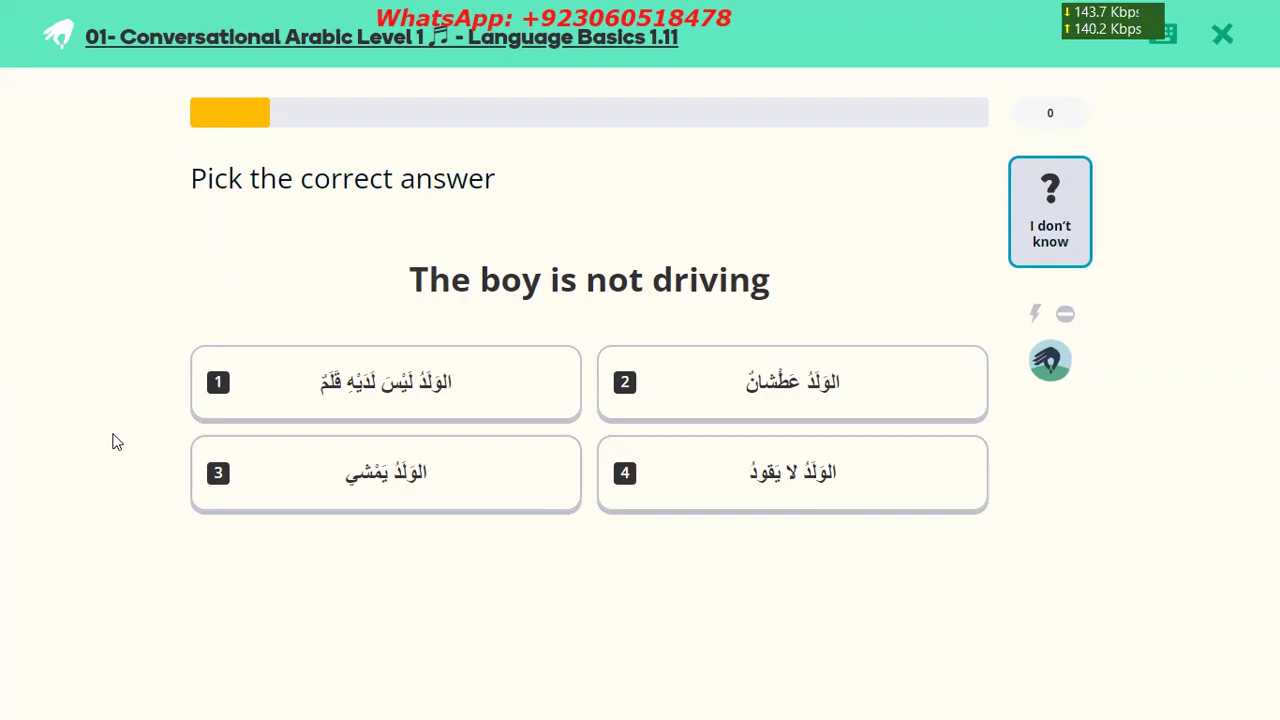 WhatsApp: +923060518478
01- Conversational Arabic Level 1🎵 - Language Basics 1.11
↓ 143.7 Kbps
↑ 140.2 Kbps
0
Pick the correct answer
?
I don't
know
The boy is not driving
1 الوَلَدُ لَيْسَ لَدَيْهِ قَلَمٌ
2 الوَلَدُ عَطْشانٌ
3 الوَلَدُ يَمْشي
4 الوَلَدُ لا يَقودُ